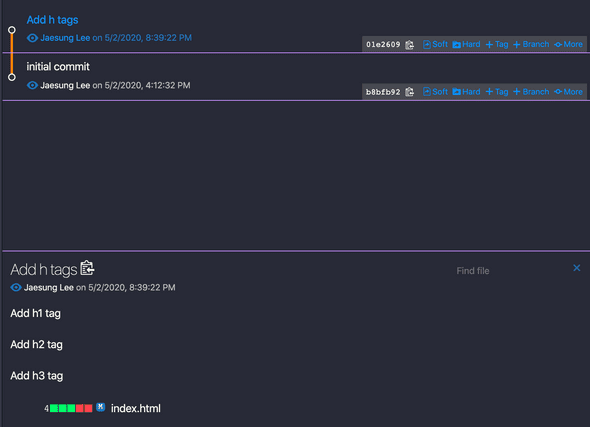 Add h tags
Jaesung Lee on 5/2/2020, 8:39:22 PM
01e2609 Soft Hard Tag Branch More
initial commit
Jaesung Lee on 5/2/2020, 4:12:32 PM
b8bfb92 Soft Hard Tag Branch More
Add h tags
Find file
Jaesung Lee on 5/2/2020, 8:39:22 PM
Add h1 tag
Add h2 tag
Add h3 tag
4 M index.html